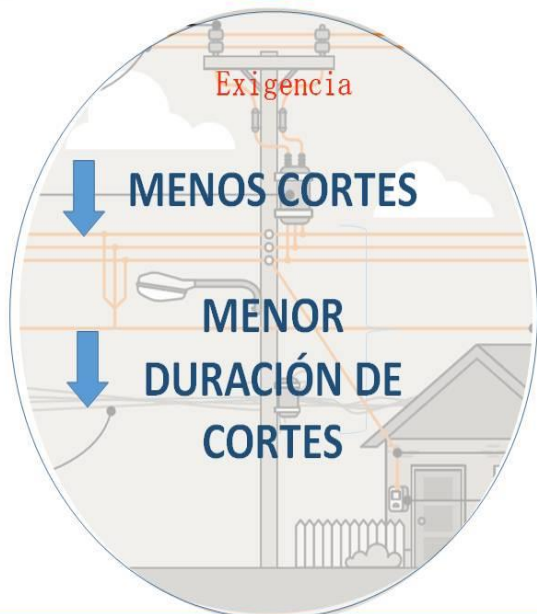 Exigencia
MENOS CORTES
MENOR
DURACIÓN DE
CORTES